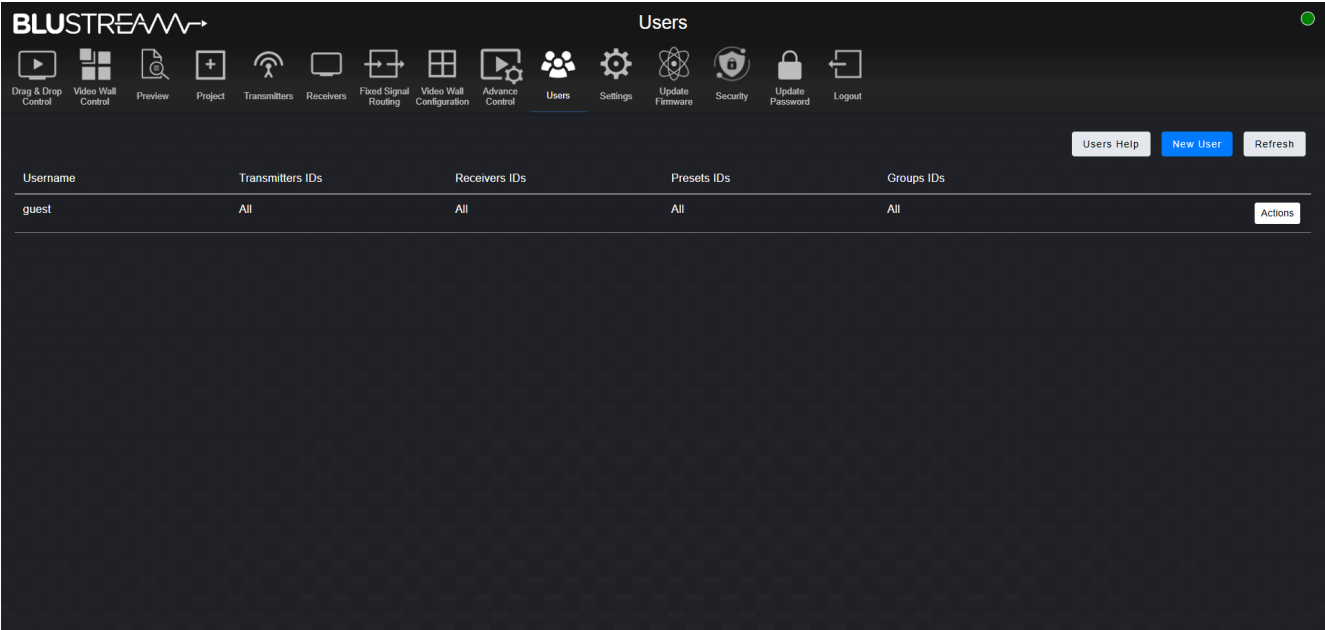 BLUSTREAM
Users
Drag & Drop Control
Video Wall Control
Preview
Project
Transmitters
Receivers
Fixed Signal Routing
Video Wall Configuration
Advance Control
Users
Settings
Update Firmware
Security
Update Password
Logout
Users Help
New User
Refresh
Username Transmitters IDs Receivers IDs Presets IDs Groups IDs
guest All All All All Actions